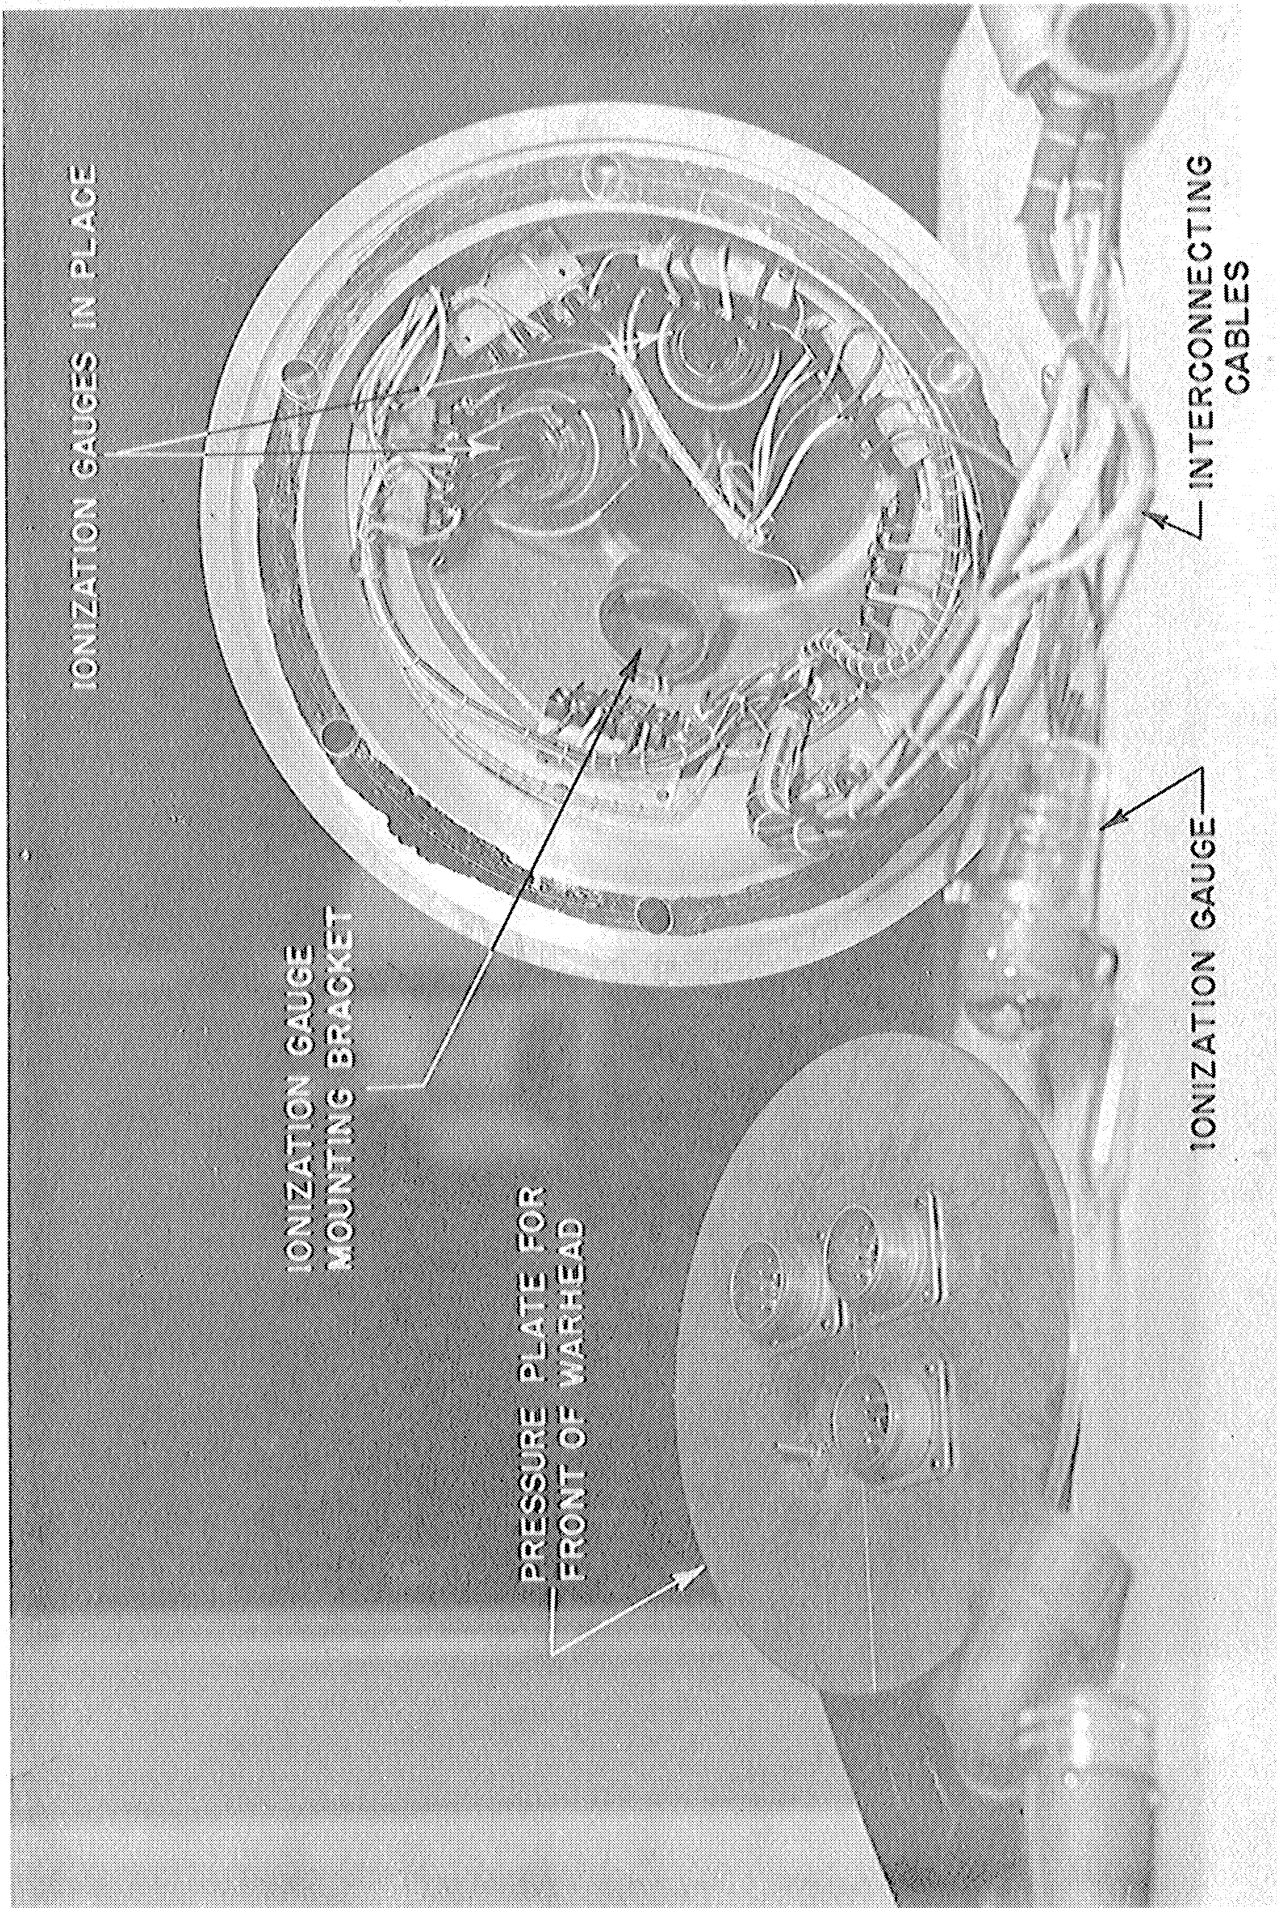 IONIZATION GAUGES IN PLACE
IONIZATION GAUGE
MOUNTING BRACKET
PRESSURE PLATE FOR
FRONT OF WARHEAD
INTERCONNECTING
CABLES
IONIZATION GAUGE